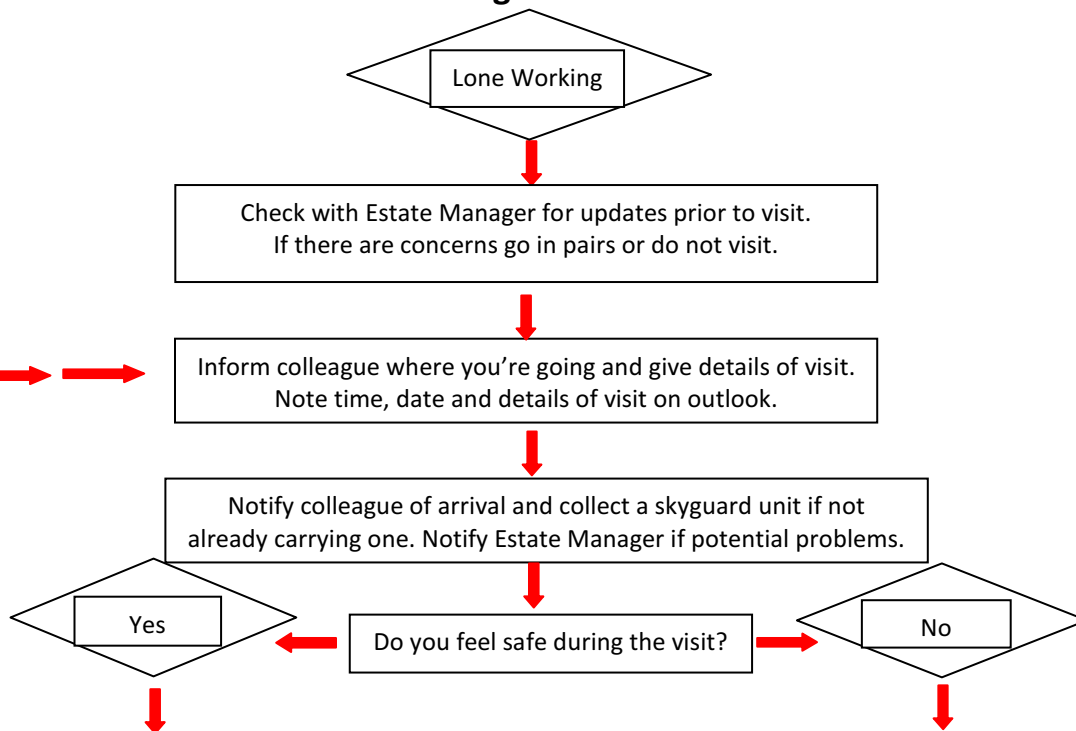 Lone Working
Check with Estate Manager for updates prior to visit.
If there are concerns go in pairs or do not visit.
Inform colleague where you’re going and give details of visit.
Note time, date and details of visit on outlook.
Notify colleague of arrival and collect a skyguard unit if not
already carrying one. Notify Estate Manager if potential problems.
Yes
Do you feel safe during the visit?
No